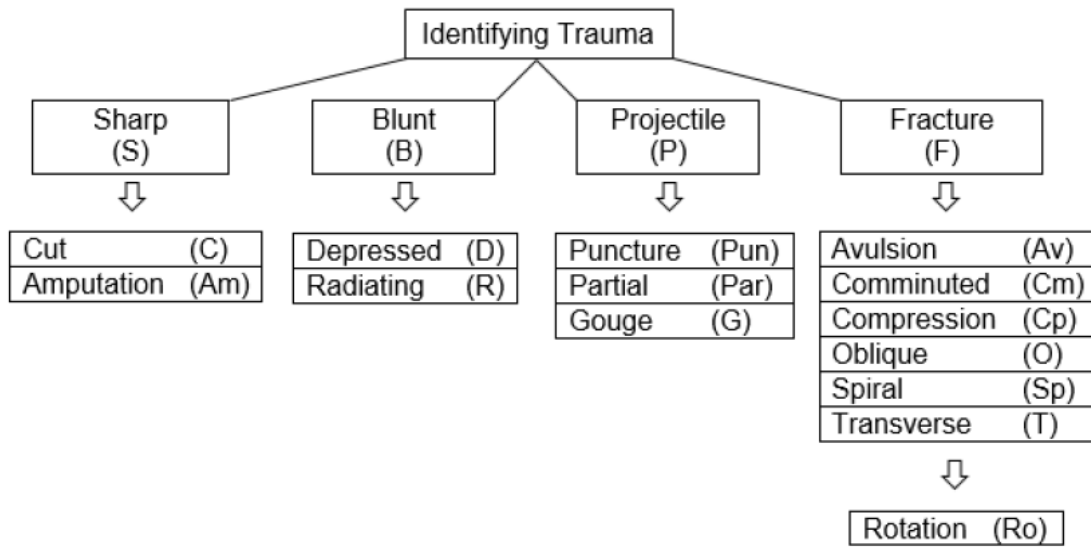 Identifying Trauma
Sharp
(S)
Blunt
(B)
Projectile
(P)
Fracture
(F)
Cut (C)
Amputation (Am)
Depressed (D)
Radiating (R)
Puncture (Pun)
Partial (Par)
Gouge (G)
Avulsion (Av)
Comminuted (Cm)
Compression (Cp)
Oblique (O)
Spiral (Sp)
Transverse (T)
Rotation (Ro)